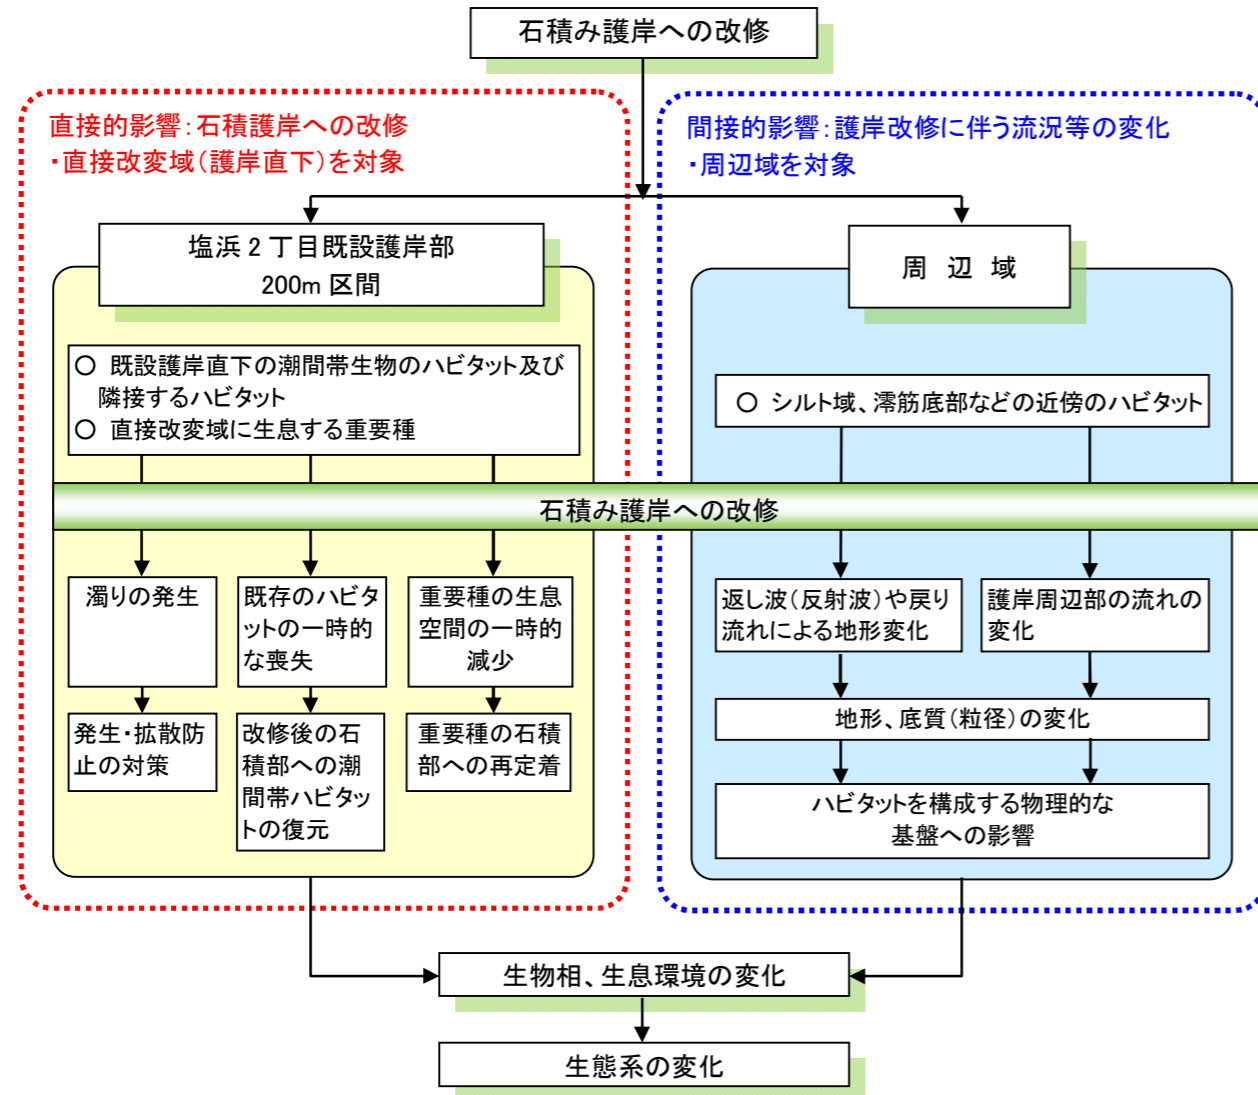 石積み護岸への改修
直接的影響：石積護岸への改修
・直接改変域（護岸直下）を対象
間接的影響：護岸改修に伴う流況等の変化
・周辺域を対象
塩浜 2 丁目既設護岸部
200m 区間
周 辺 域
○ 既設護岸直下の潮間帯生物のハビタット及び
隣接するハビタット
○ 直接改変域に生息する重要種
○ シルト域、澪筋底部などの近傍のハビタット
石積み護岸への改修
濁りの発生
既存のハビタ
ットの一時的
な喪失
重要種の生息
空間の一時的
減少
返し波（反射波）や戻り
流れによる地形変化
護岸周辺部の流れの
変化
発生・拡散防
止の対策
改修後の石
積部への潮
間帯ハビタッ
トの復元
重要種の石積
部への再定着
地形、底質（粒径）の変化
ハビタットを構成する物理的な
基盤への影響
生物相、生息環境の変化
生態系の変化